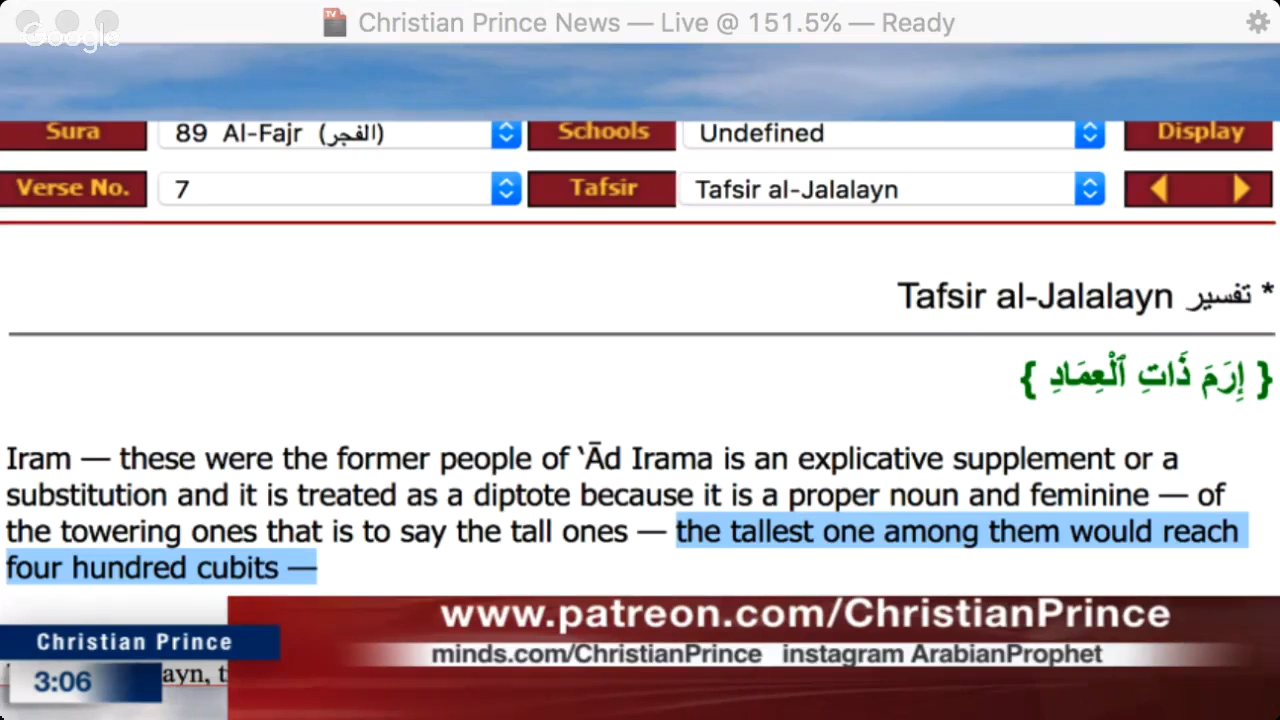 Christian Prince News — Live @ 151.5% — Ready
Google
Sura 89 Al-Fajr (الفجر) Schools Undefined Display
Verse No. 7 Tafsir Tafsir al-Jalalayn
* تفسير Tafsir al-Jalalayn
{ إِرَمَ ذَاتِ ٱلْعِمَادِ }
Iram — these were the former people of ‘Ād Irama is an explicative supplement or a
substitution and it is treated as a diptote because it is a proper noun and feminine — of
the towering ones that is to say the tall ones — the tallest one among them would reach
four hundred cubits —
www.patreon.com/ChristianPrince
Christian Prince
minds.com/ChristianPrince instagram ArabianProphet
3:06
ayn, t